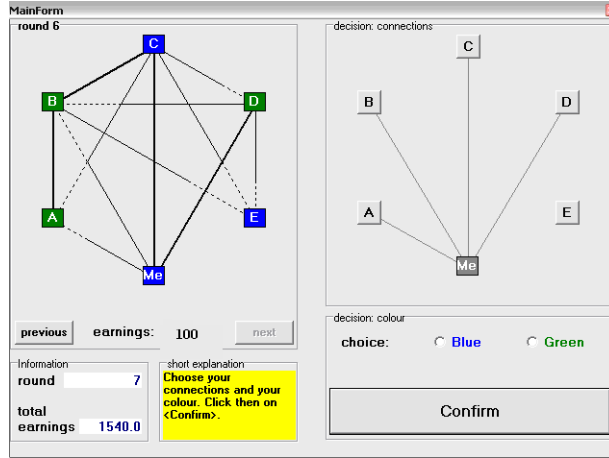 MainForm
round 6
C
B
D
A
E
Me
previous
earnings:
100
next
Information
round
7
total
earnings
1540.0
short explanation
Choose your
connections and your
colour. Click then on
<Confirm>.
decision: connections
C
B
D
A
E
Me
decision: colour
choice:
Blue
Green
Confirm